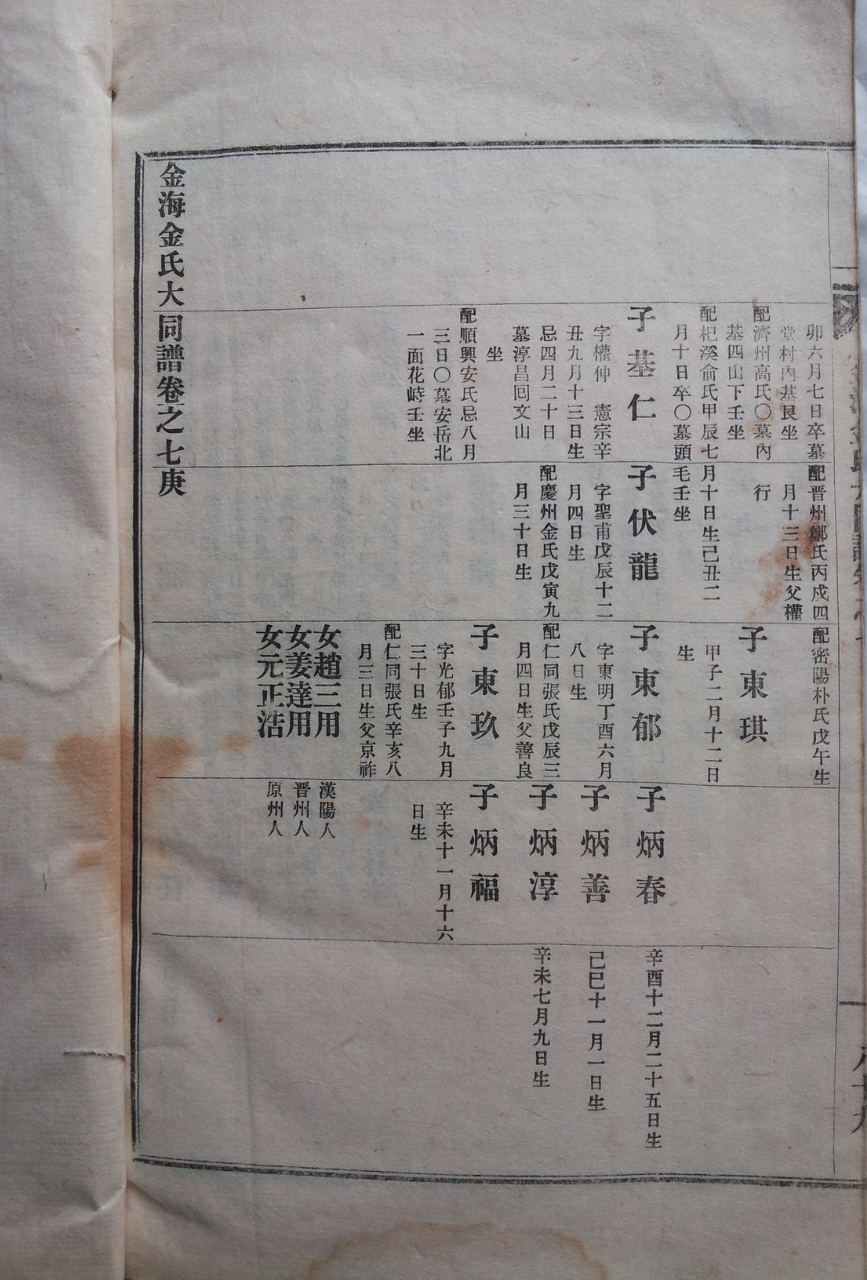 卯六月七日卒墓
堂村內基艮坐
配濟州高氏〇墓內
基四山下壬坐
配杞溪俞氏甲辰七
月十日卒〇墓頭
子基仁
字權仲 憲宗辛
丑九月十三日生
忌四月二十日
墓淳昌回文山
坐
配順興安氏忌八月
三日〇墓安岳北
一面花峙壬坐
配晋州鄭氏丙戍四
月十三日生父權
行
月十日生己丑二
毛壬坐
子伏龍
字聖甫戊辰十二
月四日生
配慶州金氏戊寅九
月三十日生
配密陽朴氏戊午生
子東琪
甲子二月十二日
生
子東郁
字東明丁酉六月
八日生
配仁同張氏戊辰三
月四日生父善良
子東玖
字光郁壬子九月
三十日生
配仁同張氏辛亥八
月三日生父京祚
女趙三用
女姜達用
女元正浩
子炳春
子炳善
子炳淳
子炳福
辛未十一月十六
日生
漢陽人
晋州人
原州人
辛酉十二月二十五日生
己巳十一月一日生
辛未七月九日生
金海金氏大同譜卷之七庚